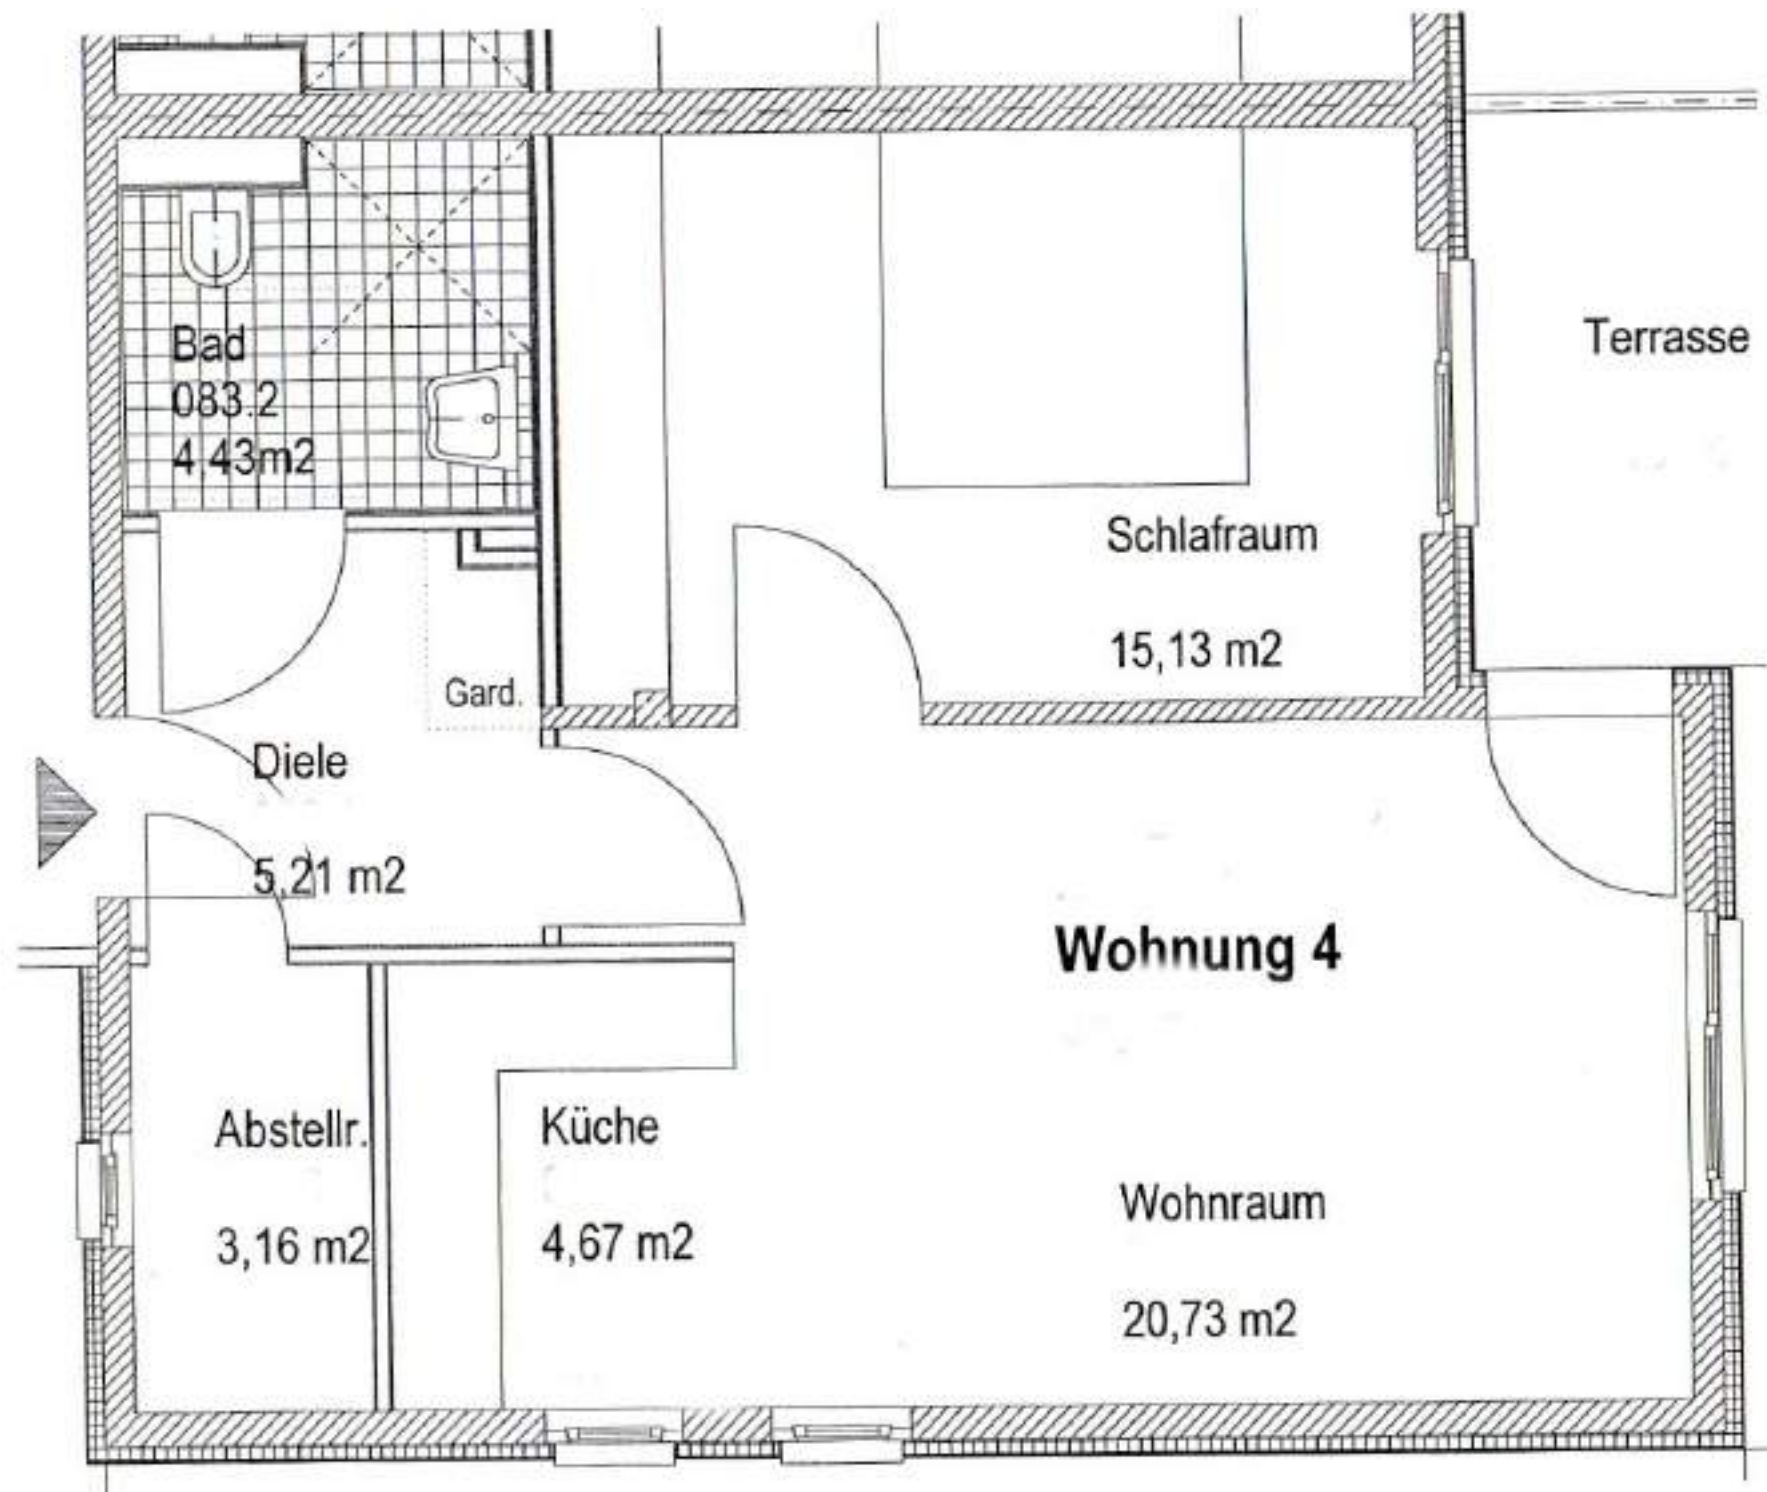 Bad
083.2
4,43m2
Terrasse
Schlafraum
15,13 m2
Gard.
Diele
5,21 m2
Wohnung 4
Abstellr.
3,16 m2
Küche
4,67 m2
Wohnraum
20,73 m2